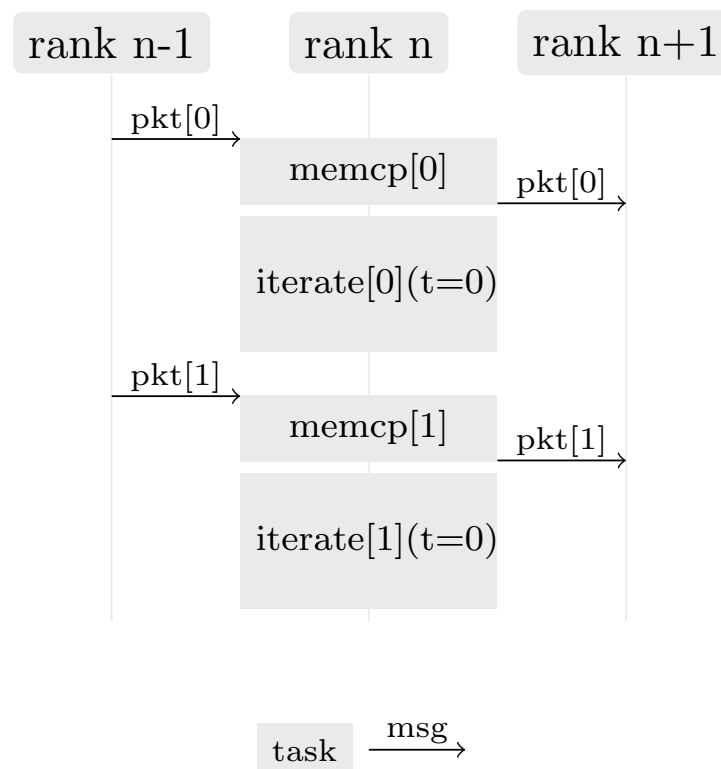 rank n-1 rank n rank n+1
pkt[0]
memcp[0]
pkt[0]
iterate[0](t=0)
pkt[1]
memcp[1]
pkt[1]
iterate[1](t=0)
task msg